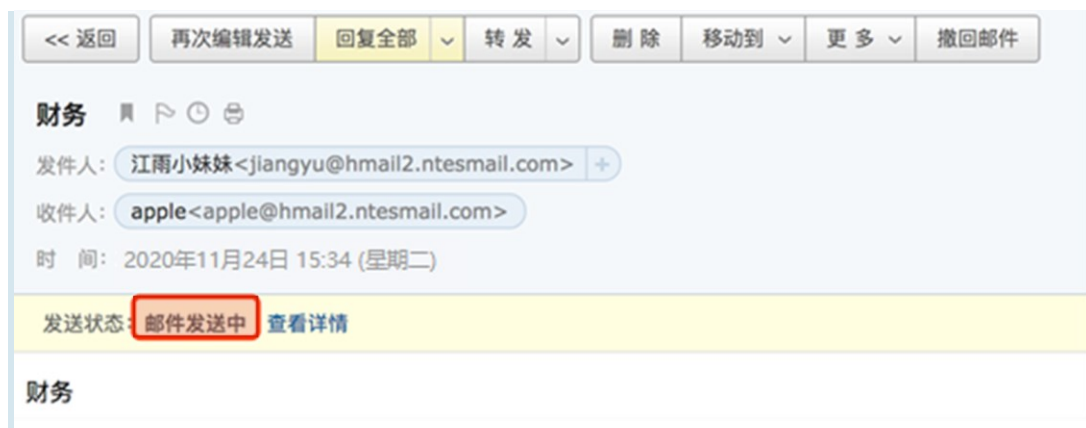 << 返回 再次编辑发送 回复全部 转 发 删 除 移动到 更 多 撤回邮件
财务
发件人: 江雨小妹妹<jiangyu@hmail2.ntesmail.com> +
收件人: apple<apple@hmail2.ntesmail.com>
时 间: 2020年11月24日 15:34 (星期二)
发送状态: 邮件发送中 查看详情
财务